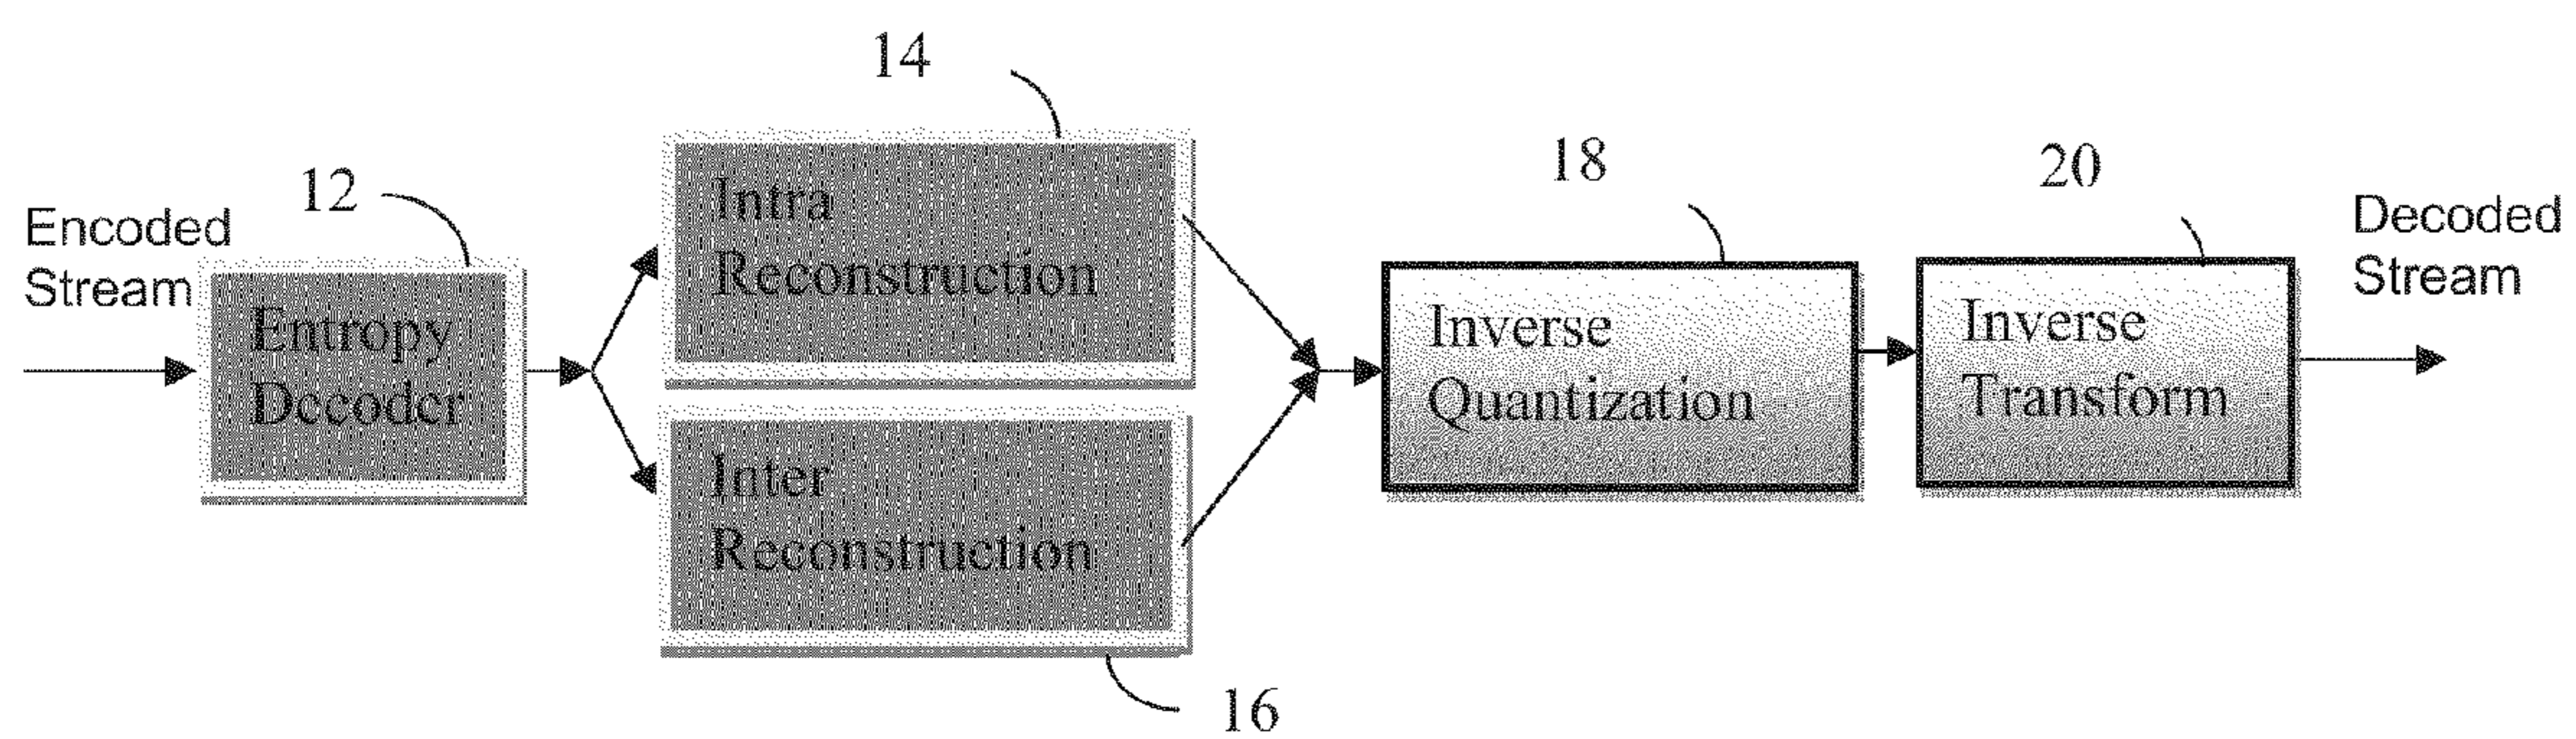 Encoded
Stream
12
Entropy
Decoder
14
Intra
Reconstruction
Inter
Reconstruction
16
18
Inverse
Quantization
20
Inverse
Transform
Decoded
Stream